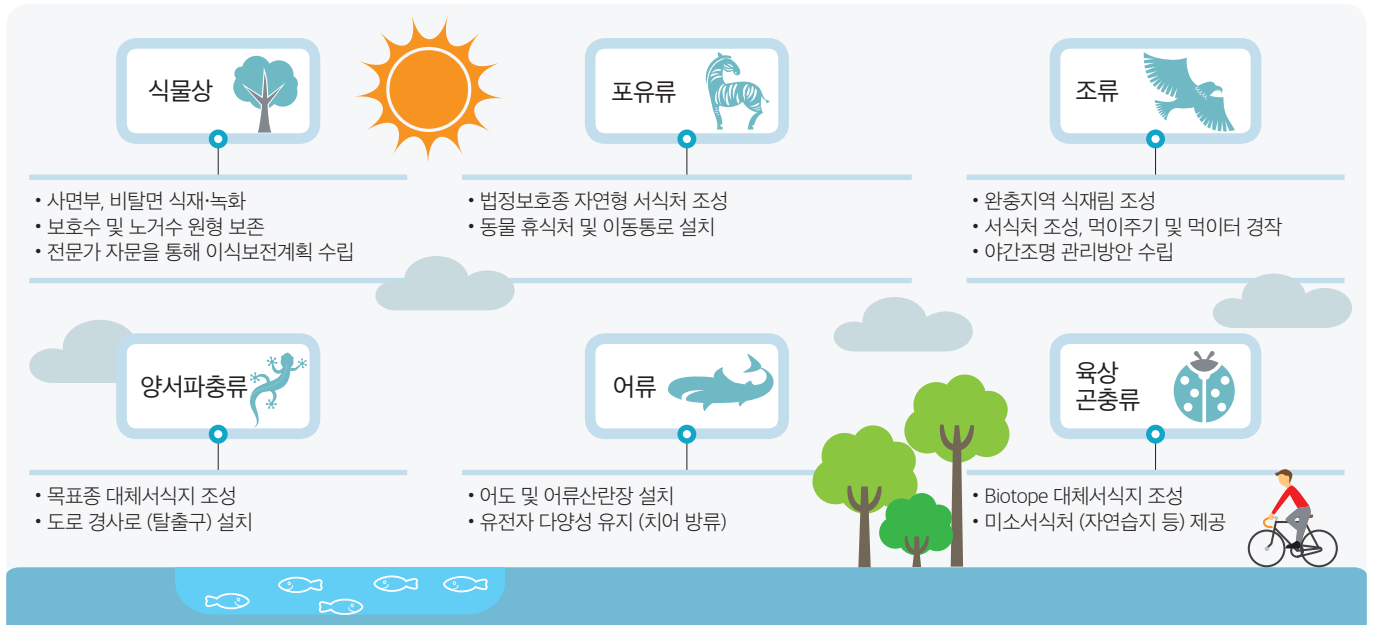 식물상
• 사면부, 비탈면 식재·녹화
• 보호수 및 노거수 원형 보존
• 전문가 자문을 통해 이식보전계획 수립
포유류
• 법정보호종 자연형 서식처 조성
• 동물 휴식처 및 이동통로 설치
조류
• 완충지역 식재림 조성
• 서식처 조성, 먹이주기 및 먹이터 경작
• 야간조명 관리방안 수립
양서파충류
• 목표종 대체서식지 조성
• 도로 경사로 (탈출구) 설치
어류
• 어도 및 어류산란장 설치
• 유전자 다양성 유지 (치어 방류)
육상
곤충류
• Biotope 대체서식지 조성
• 미소서식처 (자연습지 등) 제공